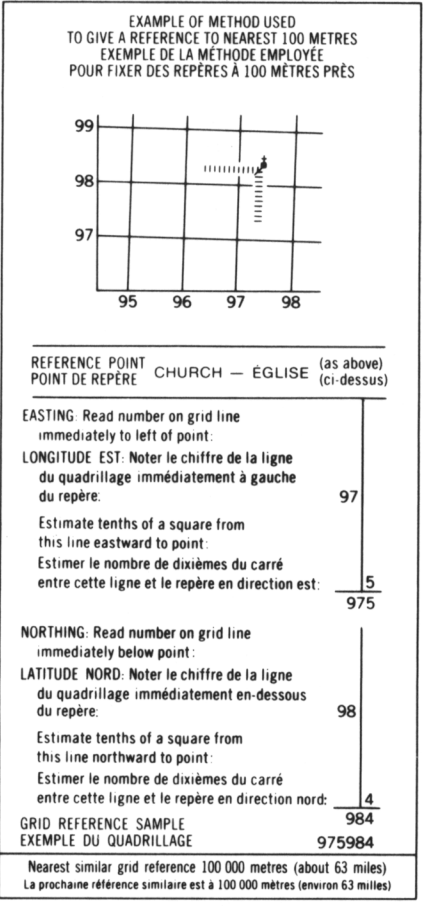 EXAMPLE OF METHOD USED
TO GIVE A REFERENCE TO NEAREST 100 METRES
EXEMPLE DE LA MÉTHODE EMPLOYÉE
POUR FIXER DES REPÈRES À 100 MÈTRES PRÈS
99
98
97
95 96 97 98
REFERENCE POINT
POINT DE REPÈRE CHURCH — ÉGLISE (as above)
(ci-dessus)
EASTING: Read number on grid line
immediately to left of point:
LONGITUDE EST: Noter le chiffre de la ligne
du quadrillage immédiatement à gauche
du repère: 97
Estimate tenths of a square from
this line eastward to point:
Estimer le nombre de dixièmes du carré
entre cette ligne et le repère en direction est: 5
975
NORTHING: Read number on grid line
immediately below point:
LATITUDE NORD: Noter le chiffre de la ligne
du quadrillage immédiatement en-dessous
du repère: 98
Estimate tenths of a square from
this line northward to point:
Estimer le nombre de dixièmes du carré
entre cette ligne et le repère en direction nord: 4
GRID REFERENCE SAMPLE 984
EXEMPLE DU QUADRILLAGE 975984
Nearest similar grid reference 100 000 metres (about 63 miles)
La prochaine référence similaire est à 100 000 mètres (environ 63 milles)